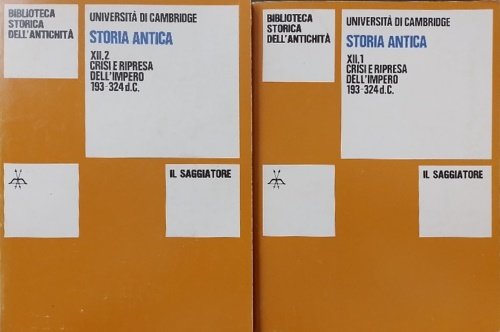 BIBLIOTECA
STORICA
DELL'ANTICHITÀ
UNIVERSITÀ DI CAMBRIDGE
STORIA ANTICA
XII,2
CRISI E RIPRESA
DELL'IMPERO
193-324 d.C.
IL SAGGIATORE
BIBLIOTECA
STORICA
DELL'ANTICHITÀ
UNIVERSITÀ DI CAMBRIDGE
STORIA ANTICA
XII,1
CRISI E RIPRESA
DELL'IMPERO
193-324 d.C.
IL SAGGIATORE